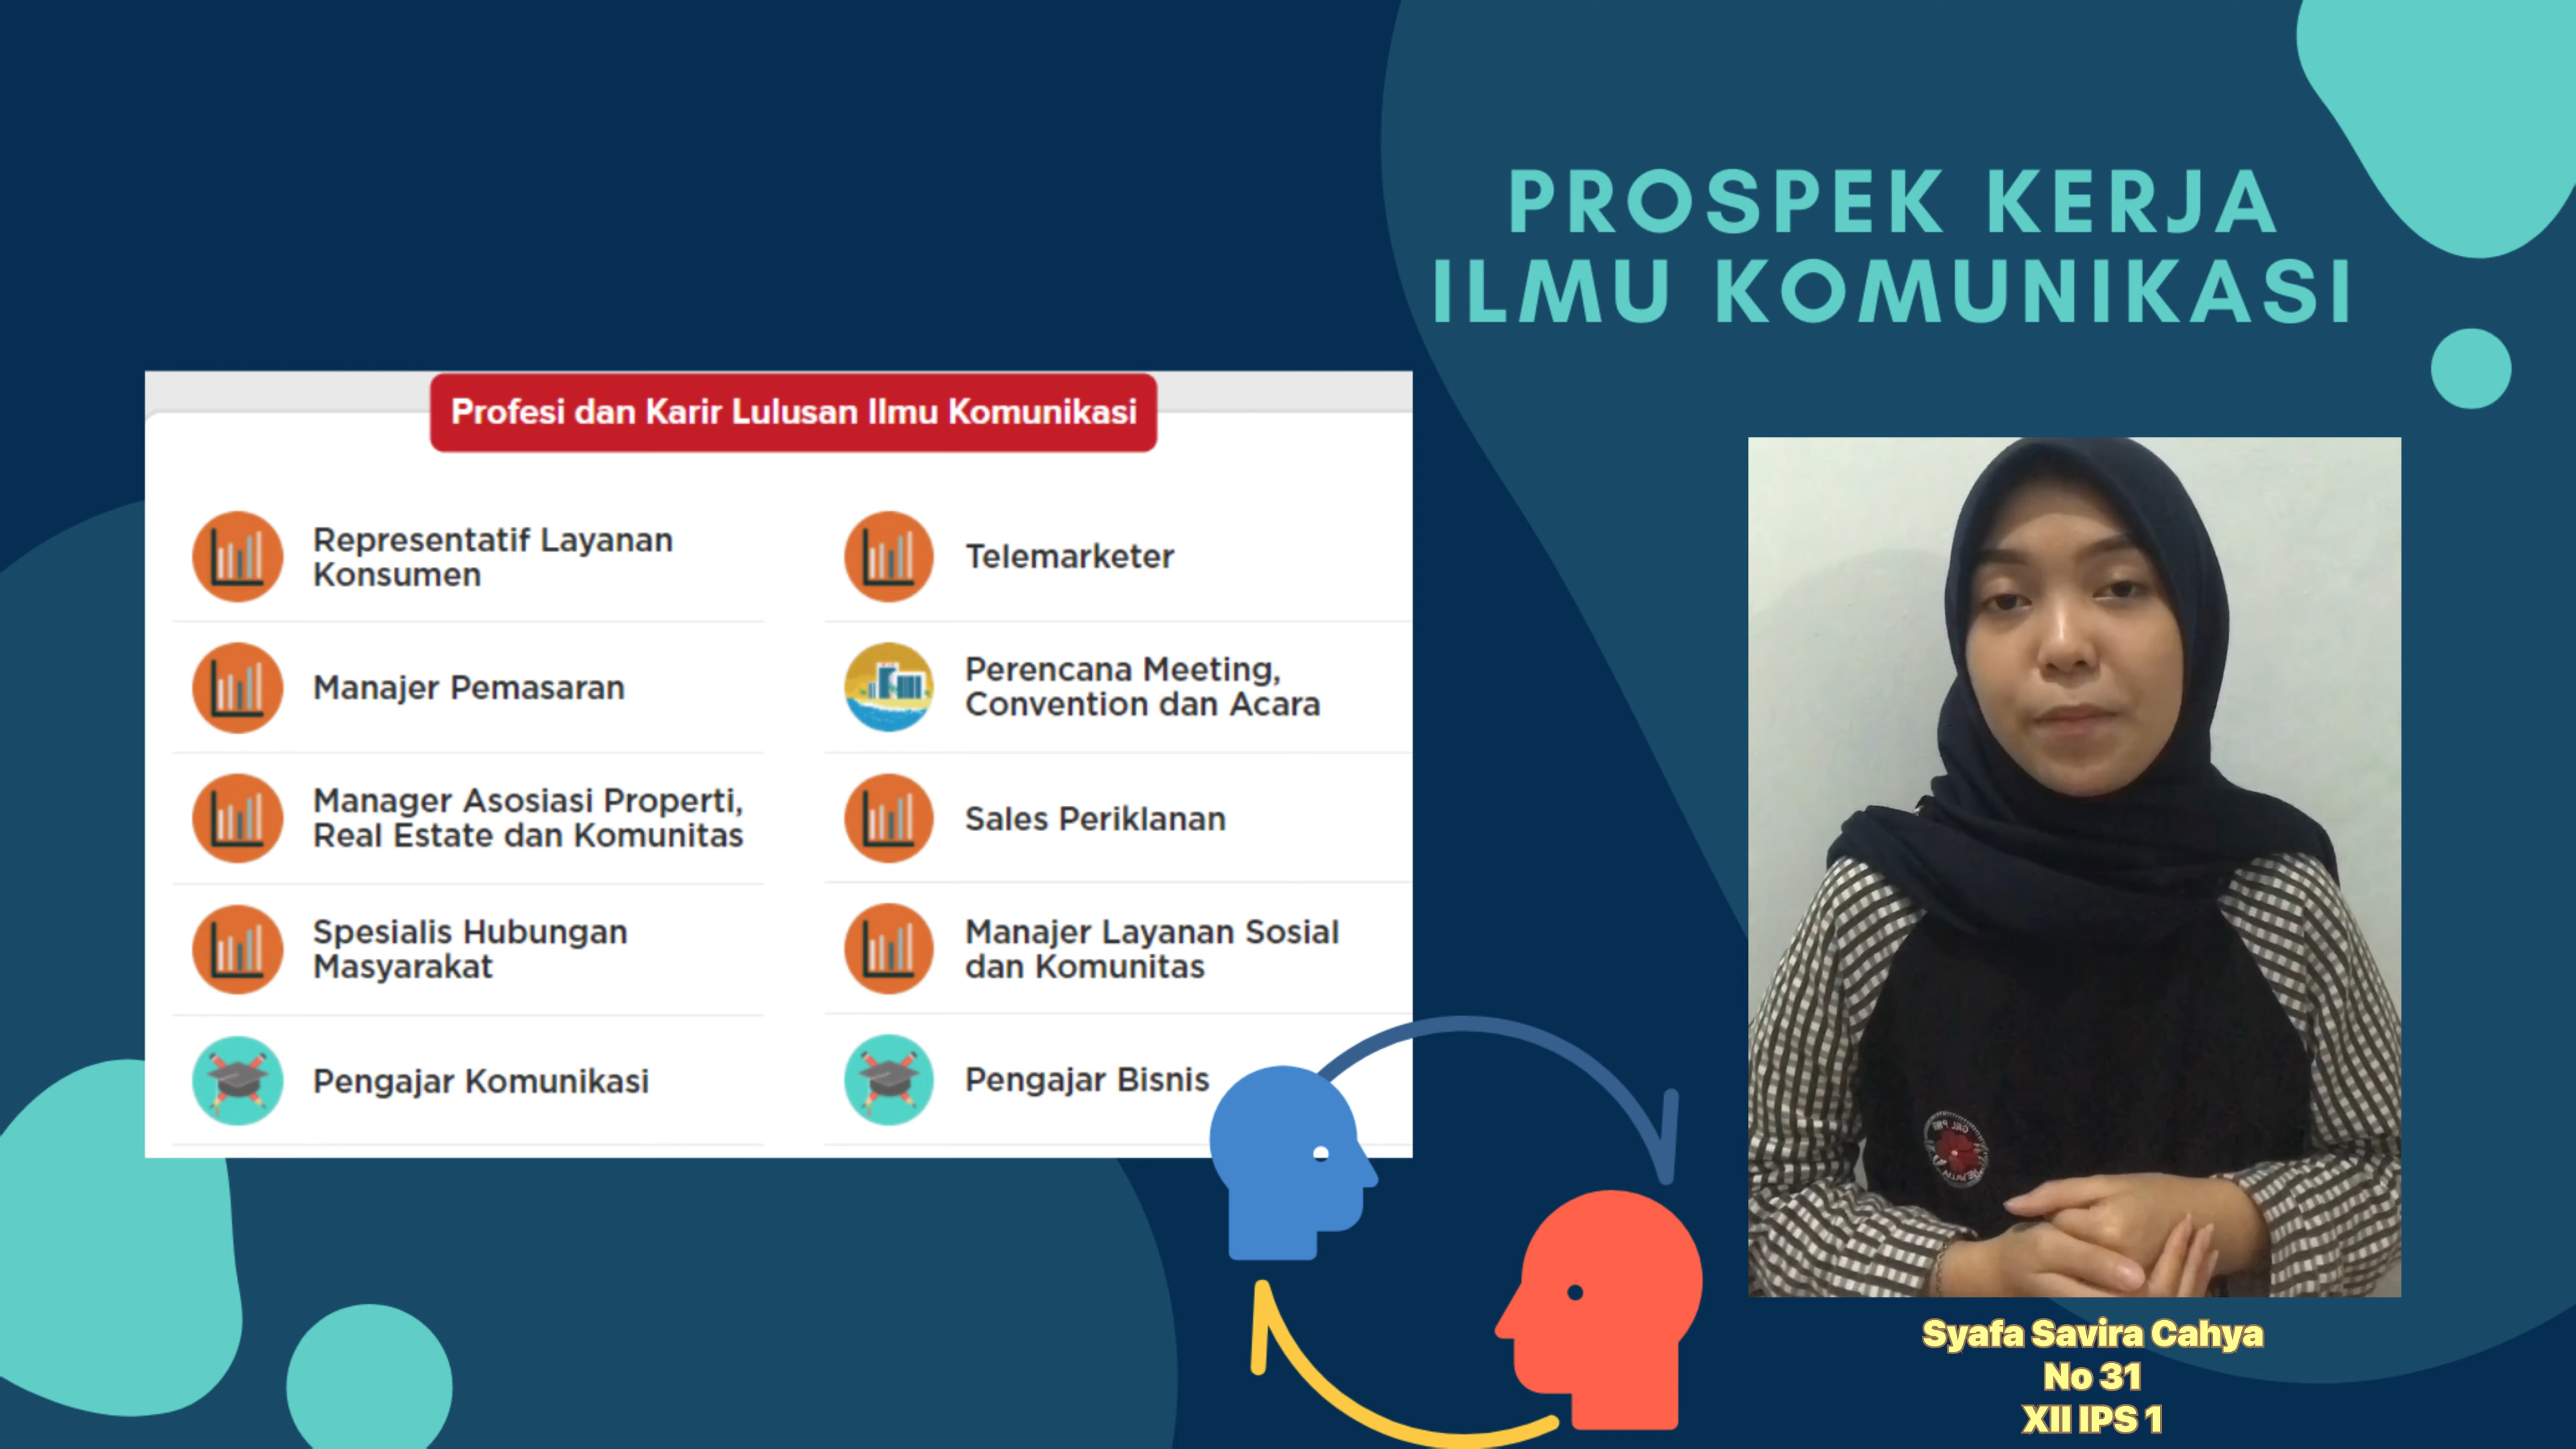 PROSPEK KERJA
ILMU KOMUNIKASI
Profesi dan Karir Lulusan Ilmu Komunikasi
Representatif Layanan
Konsumen
Telemarketer
Manajer Pemasaran
Perencana Meeting,
Convention dan Acara
Manager Asosiasi Properti,
Real Estate dan Komunitas
Sales Periklanan
Spesialis Hubungan
Masyarakat
Manajer Layanan Sosial
dan Komunitas
Pengajar Komunikasi
Pengajar Bisnis
Syafa Savira Cahya
No 31
XII IPS 1